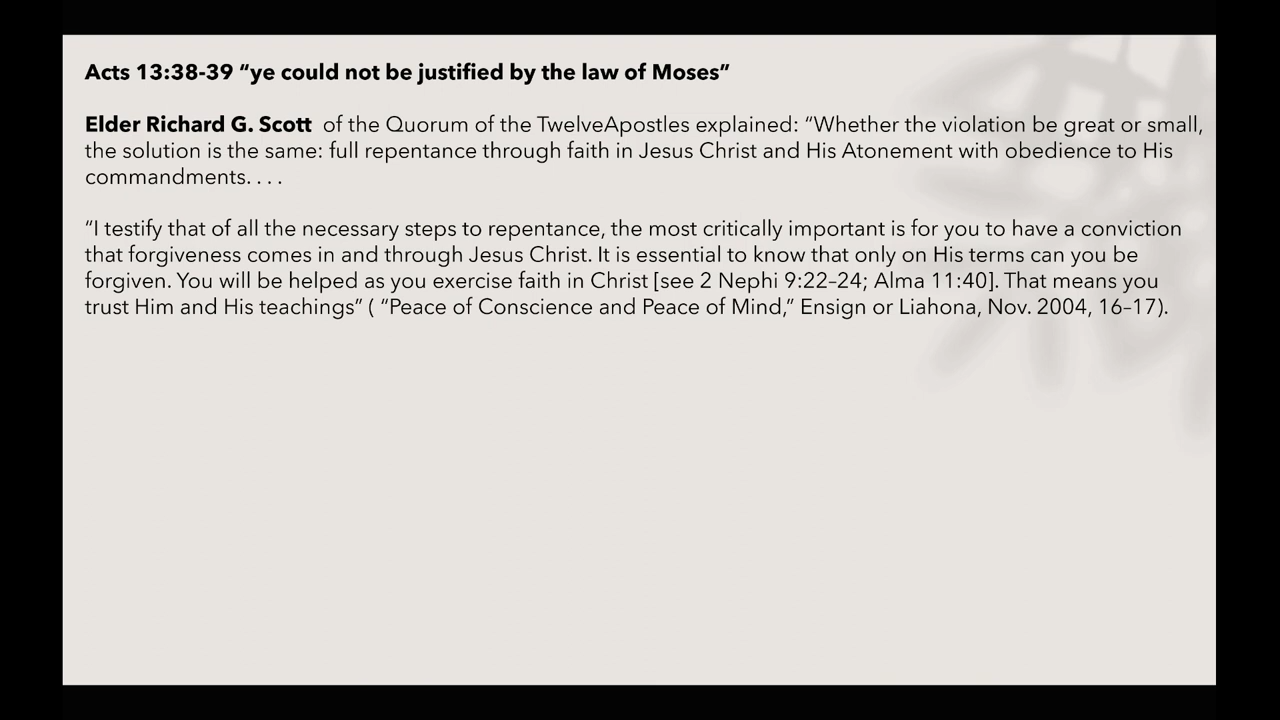 Acts 13:38-39 “ye could not be justified by the law of Moses”
Elder Richard G. Scott of the Quorum of the TwelveApostles explained: “Whether the violation be great or small,
the solution is the same: full repentance through faith in Jesus Christ and His Atonement with obedience to His
commandments. . . .
“I testify that of all the necessary steps to repentance, the most critically important is for you to have a conviction
that forgiveness comes in and through Jesus Christ. It is essential to know that only on His terms can you be
forgiven. You will be helped as you exercise faith in Christ [see 2 Nephi 9:22–24; Alma 11:40]. That means you
trust Him and His teachings” ( “Peace of Conscience and Peace of Mind,” Ensign or Liahona, Nov. 2004, 16–17).